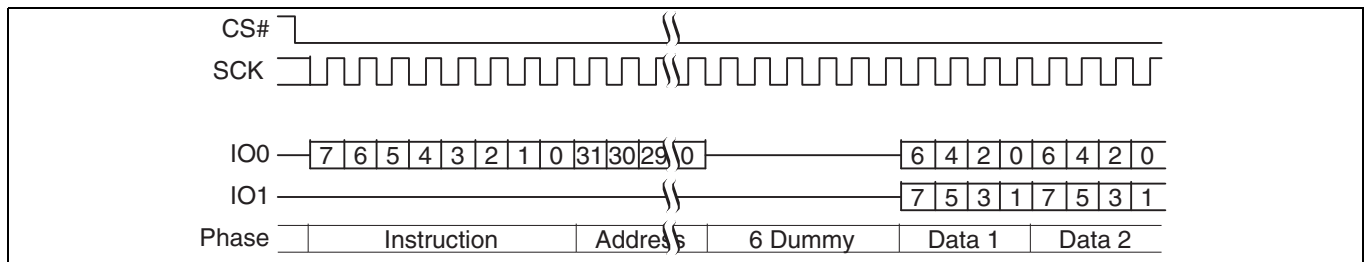 CS#
SCK
IO0 7 6 5 4 3 2 1 0 31 30 29 0 6 4 2 0 6 4 2 0
IO1 7 5 3 1 7 5 3 1
Phase Instruction Address 6 Dummy Data 1 Data 2